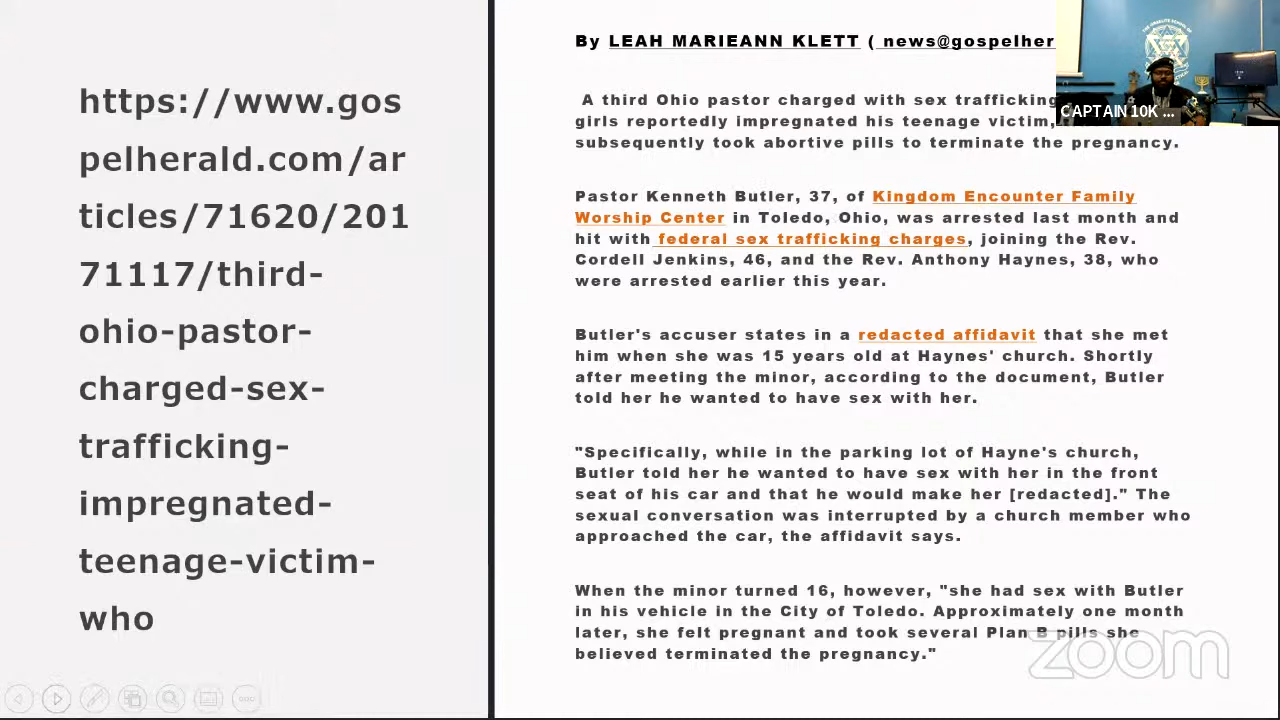 https://www.gos
pelherald.com/ar
ticles/71620/201
71117/third-
ohio-pastor-
charged-sex-
trafficking-
impregnated-
teenage-victim-
who
By LEAH MARIEANN KLETT ( news@gospelher
A third Ohio pastor charged with sex trafficking
girls reportedly impregnated his teenage victim,
subsequently took abortive pills to terminate the pregnancy.
Pastor Kenneth Butler, 37, of Kingdom Encounter Family
Worship Center in Toledo, Ohio, was arrested last month and
hit with federal sex trafficking charges, joining the Rev.
Cordell Jenkins, 46, and the Rev. Anthony Haynes, 38, who
were arrested earlier this year.
Butler's accuser states in a redacted affidavit that she met
him when she was 15 years old at Haynes' church. Shortly
after meeting the minor, according to the document, Butler
told her he wanted to have sex with her.
"Specifically, while in the parking lot of Hayne's church,
Butler told her he wanted to have sex with her in the front
seat of his car and that he would make her [redacted]." The
sexual conversation was interrupted by a church member who
approached the car, the affidavit says.
When the minor turned 16, however, "she had sex with Butler
in his vehicle in the City of Toledo. Approximately one month
later, she felt pregnant and took several Plan B pills she
believed terminated the pregnancy."
CAPTAIN 10K ...
zoom